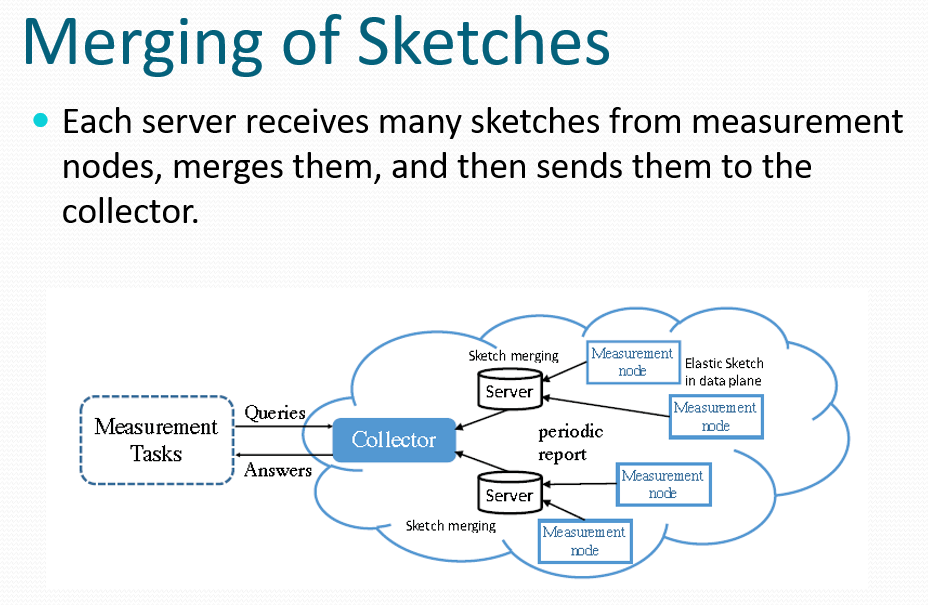 Merging of Sketches
Each server receives many sketches from measurement
nodes, merges them, and then sends them to the
collector.
Sketch merging
Server
Measurement
node
Elastic Sketch
in data plane
Measurement
node
Measurement
Tasks
Queries
Answers
Collector
periodic
report
Server
Sketch merging
Measurement
node
Measurement
node